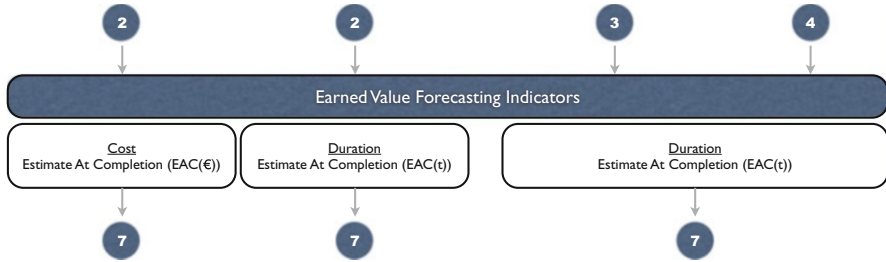 2 2 3 4
Earned Value Forecasting Indicators
Cost
Estimate At Completion (EAC(€))
Duration
Estimate At Completion (EAC(t))
Duration
Estimate At Completion (EAC(t))
7 7 7